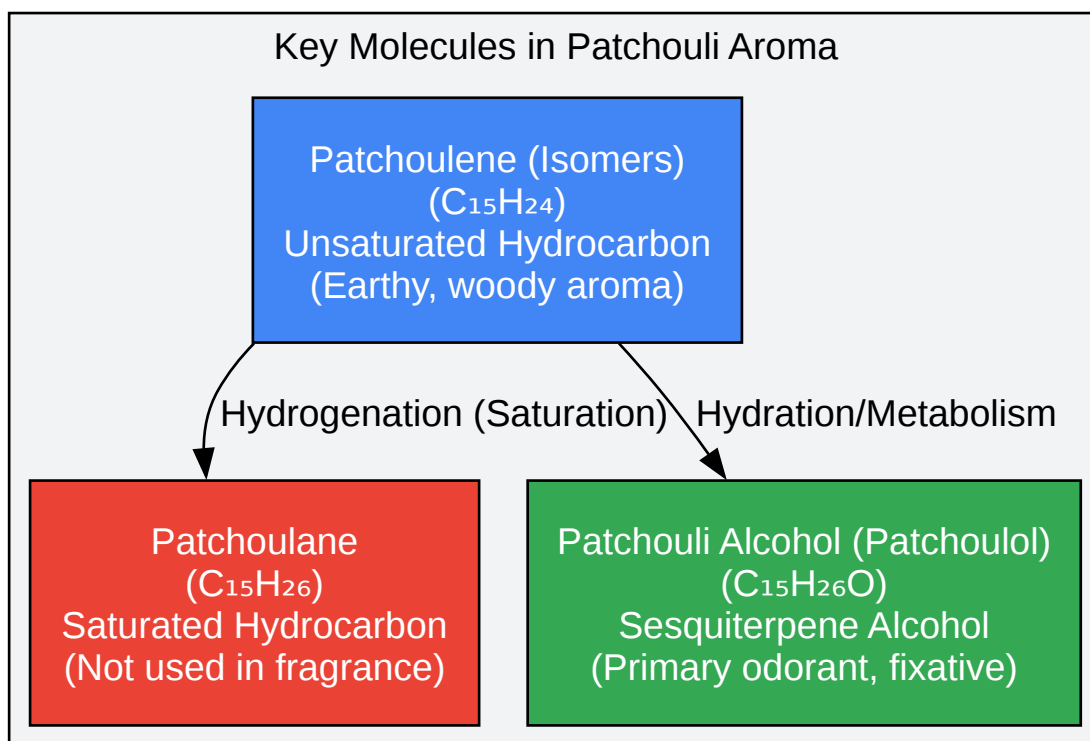 Key Molecules in Patchouli Aroma
Patchoulene (Isomers)
(C₁₅H₂₄)
Unsaturated Hydrocarbon
(Earthy, woody aroma)
Hydrogenation (Saturation)
Hydration/Metabolism
Patchoulane
(C₁₅H₂₆)
Saturated Hydrocarbon
(Not used in fragrance)
Patchouli Alcohol (Patchoulol)
(C₁₅H₂₆O)
Sesquiterpene Alcohol
(Primary odorant, fixative)